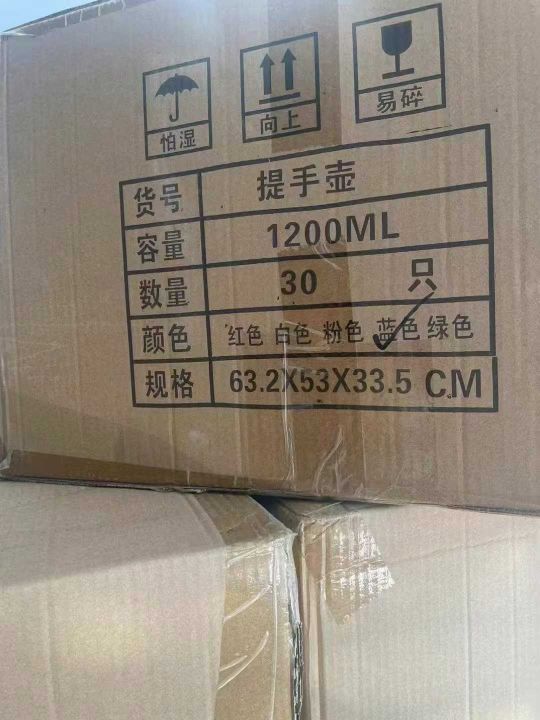 怕湿 向上 易碎
货号 提手壶
容量 1200ML
数量 30 只
颜色 红色 白色 粉色 蓝色 绿色
规格 63.2X53X33.5 CM